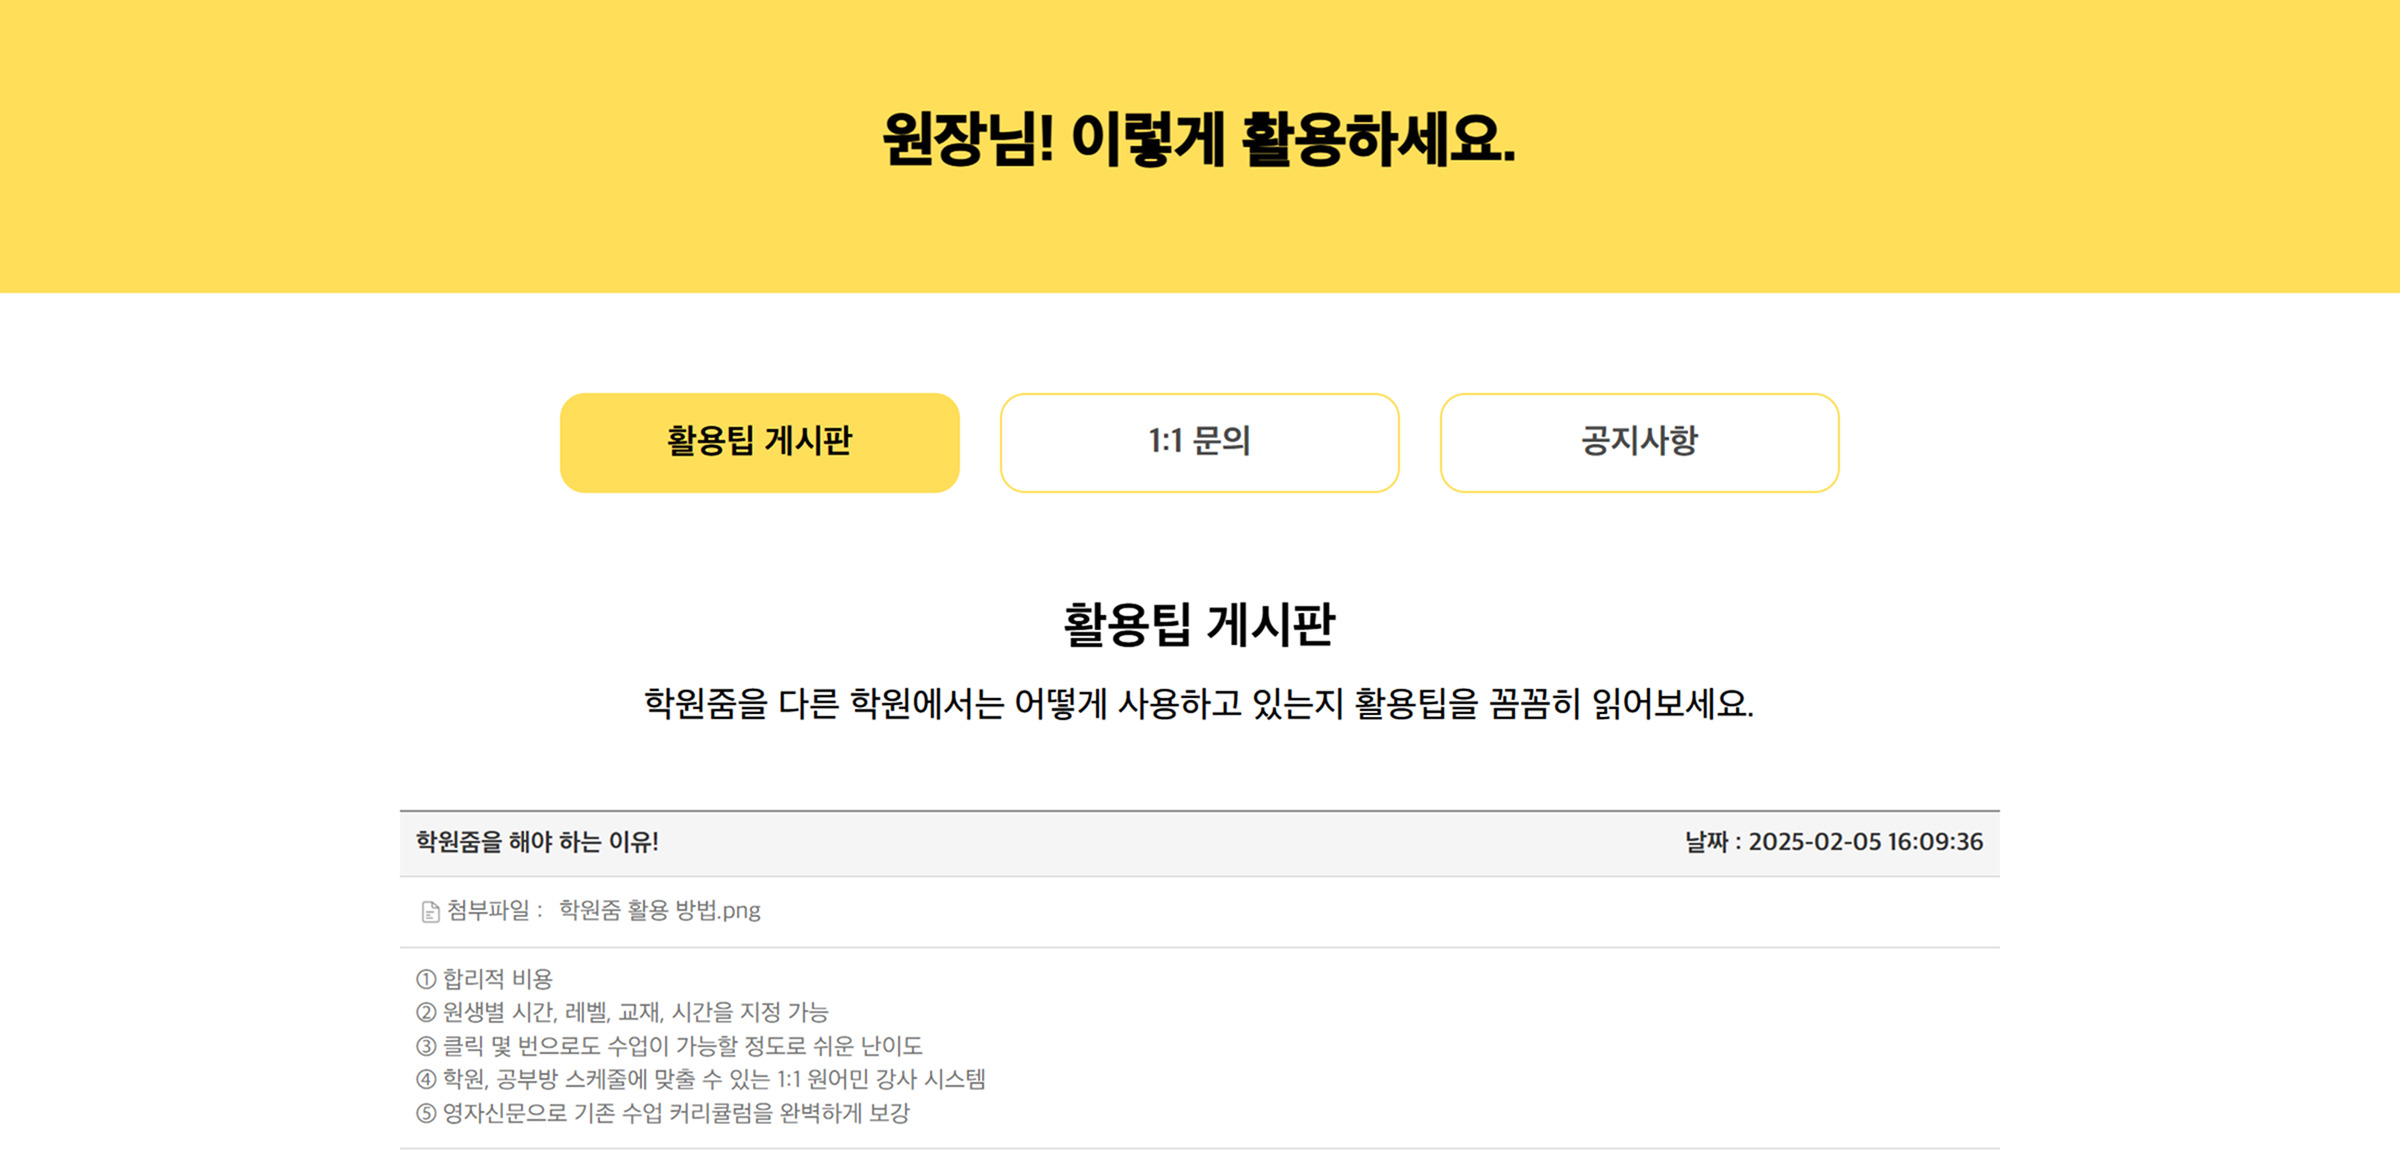 원장님! 이렇게 활용하세요.
활용팁 게시판
1:1 문의
공지사항
활용팁 게시판
학원줌을 다른 학원에서는 어떻게 사용하고 있는지 활용팁을 꼼꼼히 읽어보세요.
학원줌을 해야 하는 이유!
날짜 : 2025-02-05 16:09:36
첨부파일 : 학원줌 활용 방법.png
① 합리적 비용
② 원생별 시간, 레벨, 교재, 시간을 지정 가능
③ 클릭 몇 번으로도 수업이 가능할 정도로 쉬운 난이도
④ 학원, 공부방 스케줄에 맞출 수 있는 1:1 원어민 강사 시스템
⑤ 영자신문으로 기존 수업 커리큘럼을 완벽하게 보강